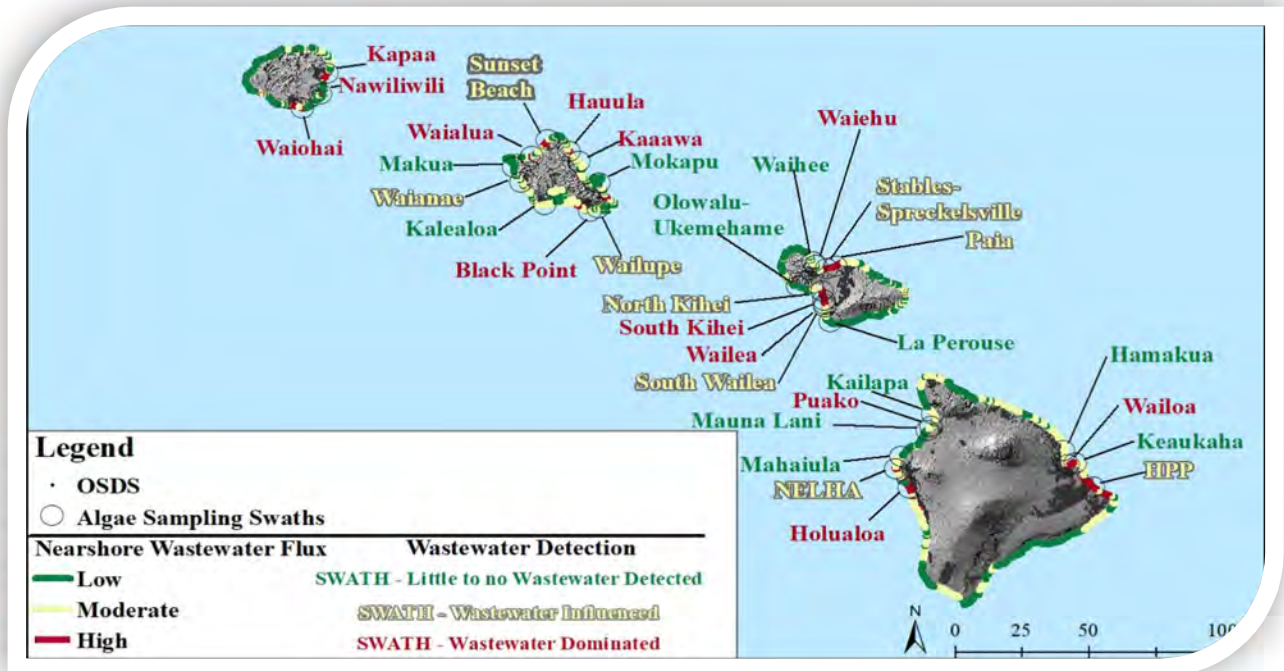 Kapaa
Nawiliwili
Waiohai
Sunset
Beach
Hauula
Waialua
Kaaawa
Makua
Mokapu
Waianae
Kalealoa
Black Point
Wailupe
Waiehu
Waihee
Stables-
Spreckelsville
Olowalu-
Ukemehame
Paia
North Kihei
South Kihei
La Perouse
Wailea
South Wailea
Hamakua
Kailapa
Puako
Wailoa
Mauna Lani
Keaukaha
Mahaiula
HPP
NELHA
Holualoa
Legend
OSDS
Algae Sampling Swaths
Nearshore Wastewater Flux
Low
Moderate
High
Wastewater Detection
SWATH - Little to no Wastewater Detected
SWATH - Wastewater Influenced
SWATH - Wastewater Dominated
N
0 25 50 100